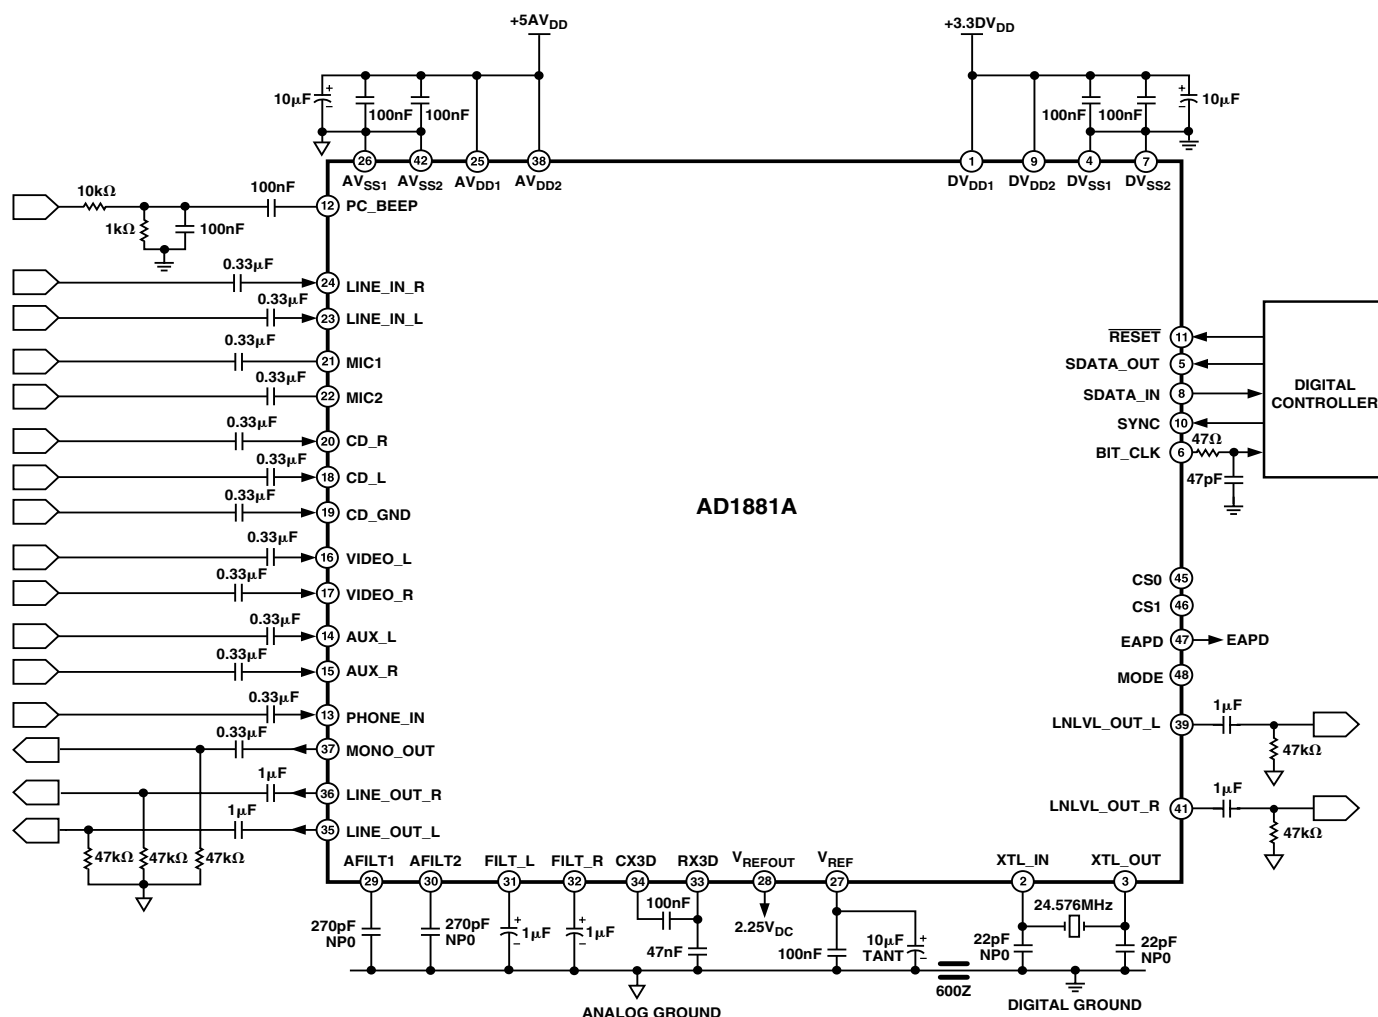 +5AVDD
+3.3DVDD
10µF
+
−
100nF
100nF
100nF
100nF
+
−
10µF
26
42
25
38
1
9
4
7
AVSS1
AVSS2
AVDD1
AVDD2
DVDD1
DVDD2
DVSS1
DVSS2
10kΩ
1kΩ
100nF
100nF
12
PC_BEEP
0.33µF
24
LINE_IN_R
0.33µF
23
LINE_IN_L
0.33µF
21
MIC1
0.33µF
22
MIC2
0.33µF
20
CD_R
0.33µF
18
CD_L
0.33µF
19
CD_GND
0.33µF
16
VIDEO_L
0.33µF
17
VIDEO_R
0.33µF
14
AUX_L
0.33µF
15
AUX_R
0.33µF
13
PHONE_IN
0.33µF
37
MONO_OUT
1µF
36
LINE_OUT_R
1µF
35
LINE_OUT_L
47kΩ
47kΩ
47kΩ
AD1881A
RESET
11
SDATA_OUT
5
SDATA_IN
8
SYNC
10
BIT_CLK
6
47Ω
47pF
DIGITAL
CONTROLLER
CS0
45
CS1
46
EAPD
47
EAPD
MODE
48
LNLVL_OUT_L
39
1µF
47kΩ
LNLVL_OUT_R
41
1µF
47kΩ
AFILT1
AFILT2
FILT_L
FILT_R
CX3D
RX3D
VREFOUT
VREF
XTL_IN
XTL_OUT
29
30
31
32
34
33
28
27
2
3
270pF
NP0
270pF
NP0
+
−
1µF
+
−
1µF
100nF
47nF
2.25VDC
100nF
10µF
TANT
+
−
24.576MHz
22pF
NP0
22pF
NP0
600Z
ANALOG GROUND
DIGITAL GROUND